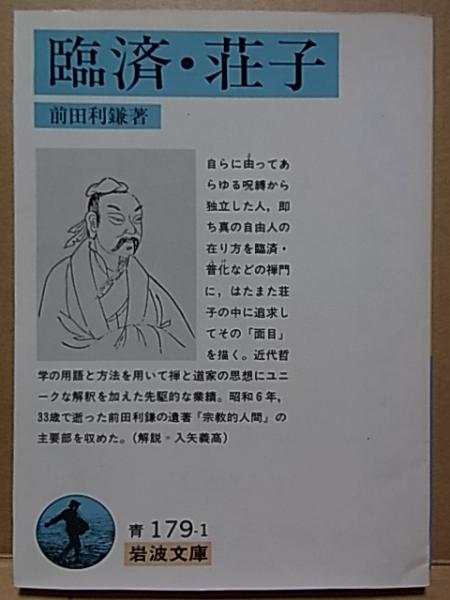 臨済・荘子
前田利鎌著
自らに由ってあ
らゆる呪縛から
独立した人，即
ち真の自由人の
在り方を臨済・
普化などの禅門
に，はたまた荘
子の中に追求し
てその「面目」
を描く。近代哲
学の用語と方法を用いて禅と道家の思想にユニ
ークな解釈を加えた先駆的な業績。昭和6年，
33歳で逝った前田利鎌の遺著「宗教的人間」の
主要部を収めた。（解説＝入矢義高）
青 179-1
岩波文庫